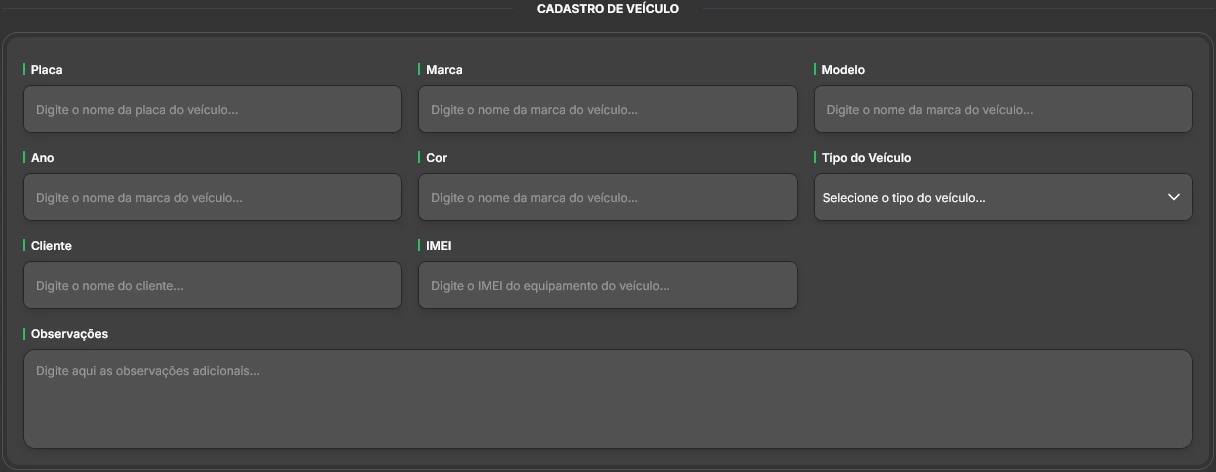 CADASTRO DE VEÍCULO
Placa
Marca
Modelo
Digite o nome da placa do veículo...
Digite o nome da marca do veículo...
Digite o nome da marca do veículo...
Ano
Cor
Tipo do Veículo
Digite o nome da marca do veículo...
Digite o nome da marca do veículo...
Selecione o tipo do veículo...
Cliente
IMEI
Digite o nome do cliente...
Digite o IMEI do equipamento do veículo...
Observações
Digite aqui as observações adicionais...